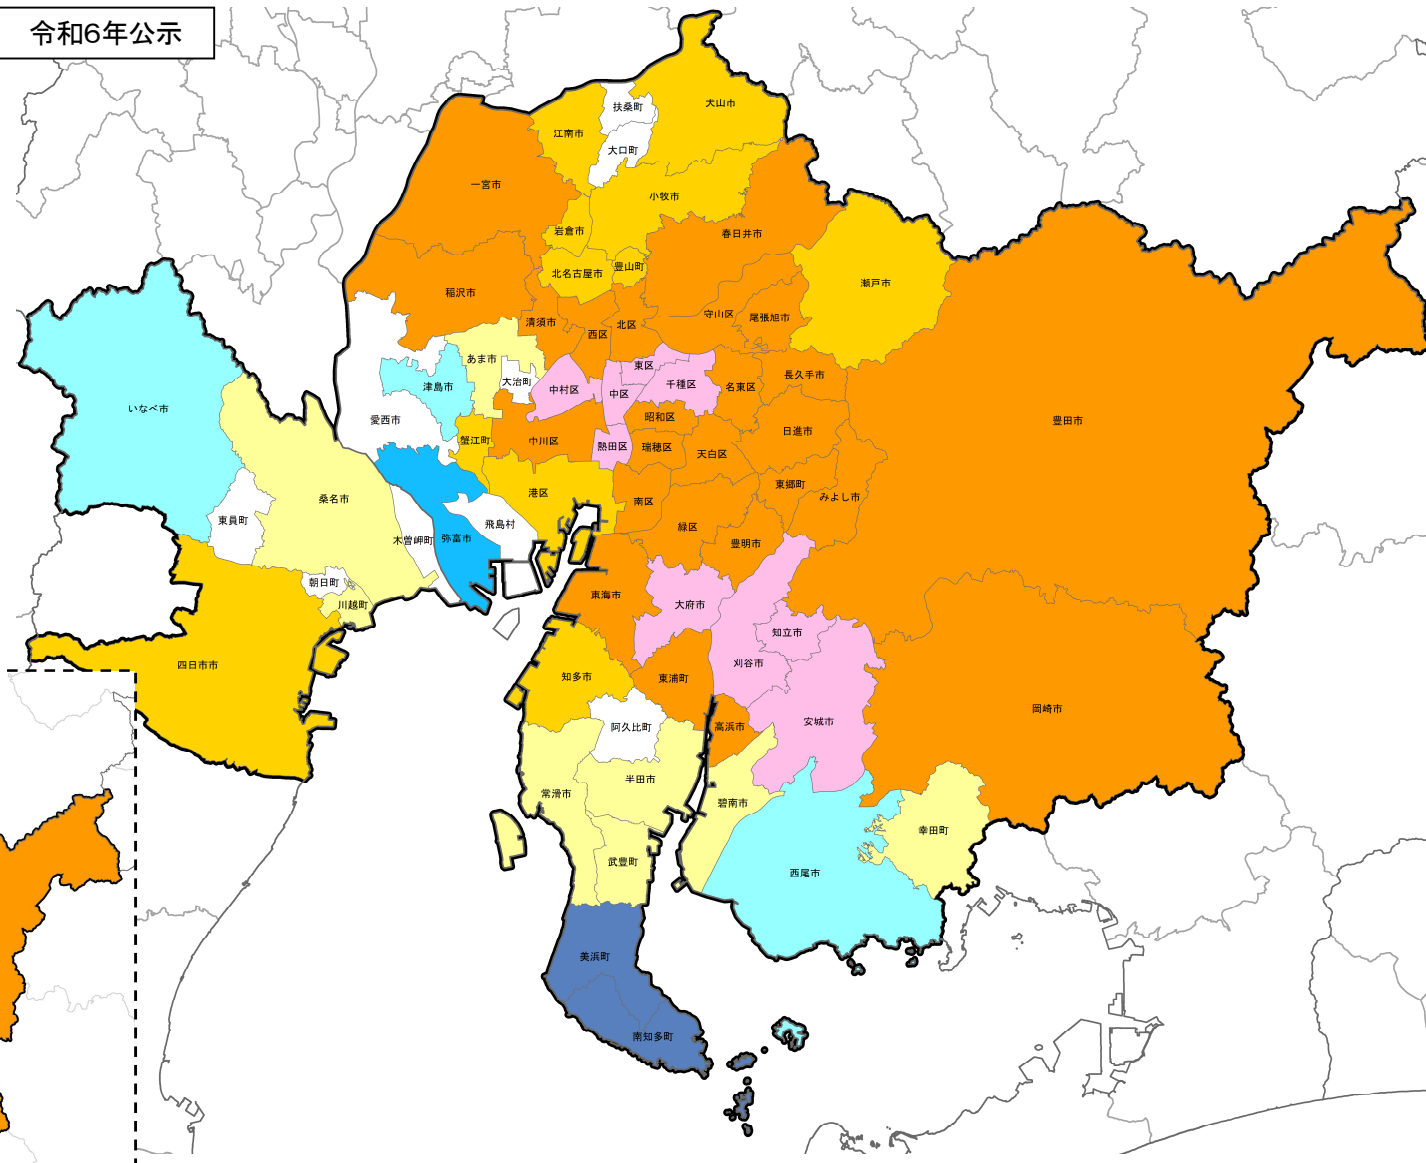 令和6年公示
扶桑町
犬山市
江南市
大口町
一宮市
小牧市
岩倉市
春日井市
北名古屋市
豊山町
瀬戸市
稲沢市
清須市
西区
北区
守山区
尾張旭市
あま市
東区
津島市
大治町
中村区
中区
千種区
名東区
長久手市
いなべ市
愛西市
昭和区
豊田市
蟹江町
中川区
熱田区
瑞穂区
天白区
日進市
桑名市
港区
南区
東郷町
みよし市
東員町
木曽岬町
弥富市
飛島村
緑区
豊明市
朝日町
川越町
東海市
大府市
知立市
四日市市
知多市
東浦町
刈谷市
阿久比町
高浜市
安城市
岡崎市
半田市
常滑市
碧南市
幸田町
武豊町
西尾市
美浜町
南知多町